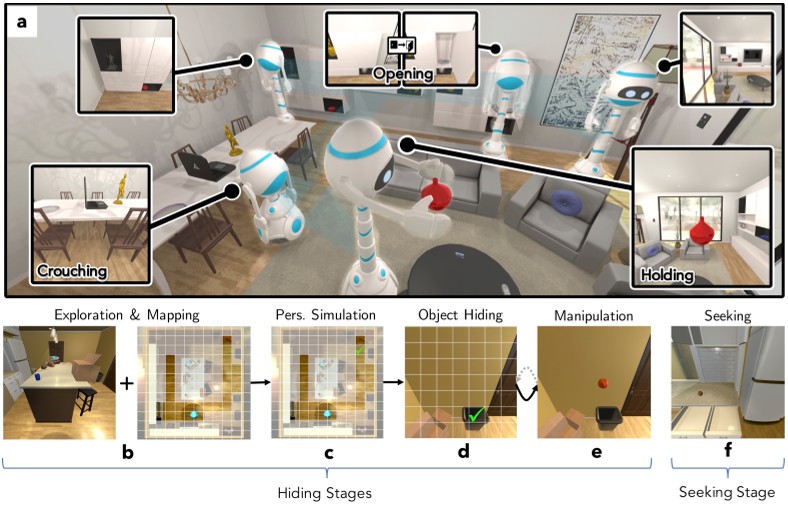 a
Opening
Crouching
Holding
Exploration & Mapping
Pers. Simulation
Object Hiding
Manipulation
Seeking
b
c
d
e
f
Hiding Stages
Seeking Stage